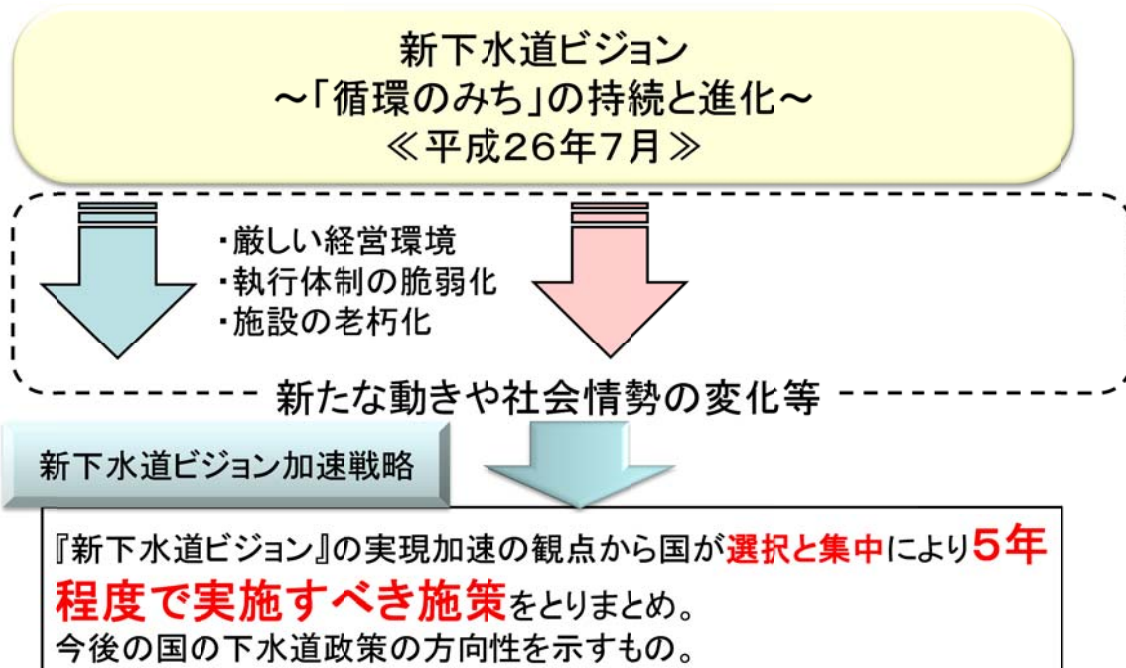 新下水道ビジョン
～「循環のみち」の持続と進化～
≪平成２６年７月≫
・厳しい経営環境
・執行体制の脆弱化
・施設の老朽化
新たな動きや社会情勢の変化等
新下水道ビジョン加速戦略
『新下水道ビジョン』の実現加速の観点から国が選択と集中により５年
程度で実施すべき施策をとりまとめ。
今後の国の下水道政策の方向性を示すもの。